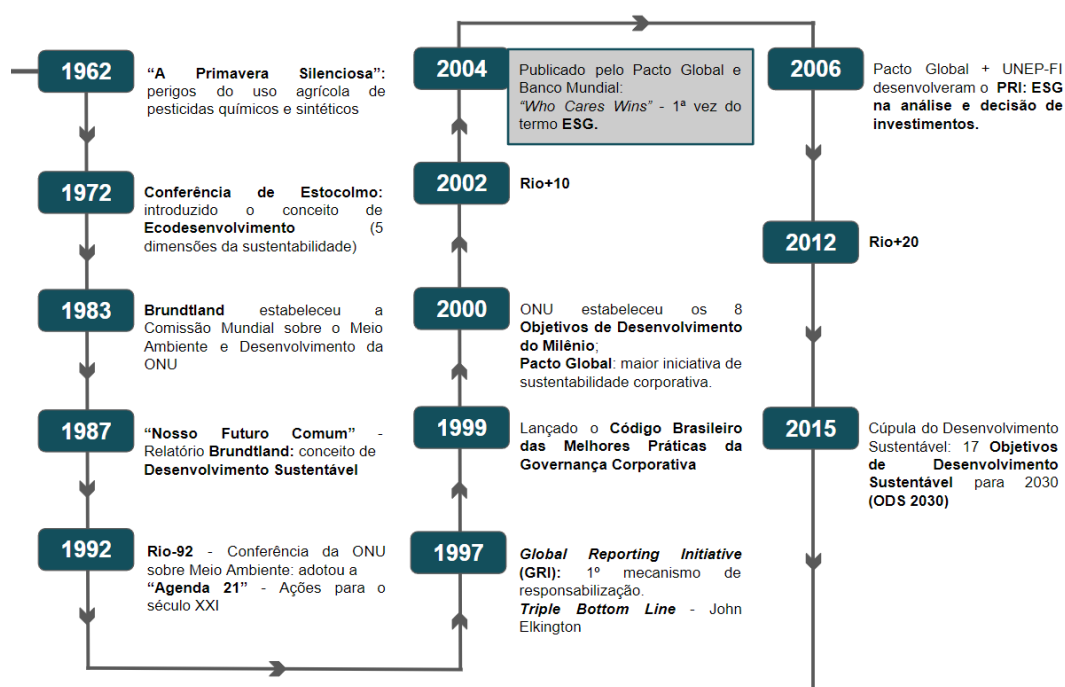 1962
“A Primavera Silenciosa”:
perigos do uso agrícola de
pesticidas químicos e sintéticos
1972
Conferência de Estocolmo:
introduzido o conceito de
Ecodesenvolvimento (5
dimensões da sustentabilidade)
1983
Brundtland estabeleceu a
Comissão Mundial sobre o Meio
Ambiente e Desenvolvimento da
ONU
1987
“Nosso Futuro Comum” -
Relatório Brundtland: conceito de
Desenvolvimento Sustentável
1992
Rio-92 - Conferência da ONU
sobre Meio Ambiente: adotou a
“Agenda 21” - Ações para o
século XXI
1997
Global Reporting Initiative
(GRI): 1º mecanismo de
responsabilização.
Triple Bottom Line - John
Elkington
1999
Lançado o Código Brasileiro
das Melhores Práticas da
Governança Corporativa
2000
ONU estabeleceu os 8
Objetivos de Desenvolvimento
do Milênio;
Pacto Global: maior iniciativa de
sustentabilidade corporativa.
2002
Rio+10
2004
Publicado pelo Pacto Global e
Banco Mundial:
“Who Cares Wins” - 1ª vez do
termo ESG.
2006
Pacto Global + UNEP-FI
desenvolveram o PRI: ESG
na análise e decisão de
investimentos.
2012
Rio+20
2015
Cúpula do Desenvolvimento
Sustentável: 17 Objetivos
de Desenvolvimento
Sustentável para 2030
(ODS 2030)